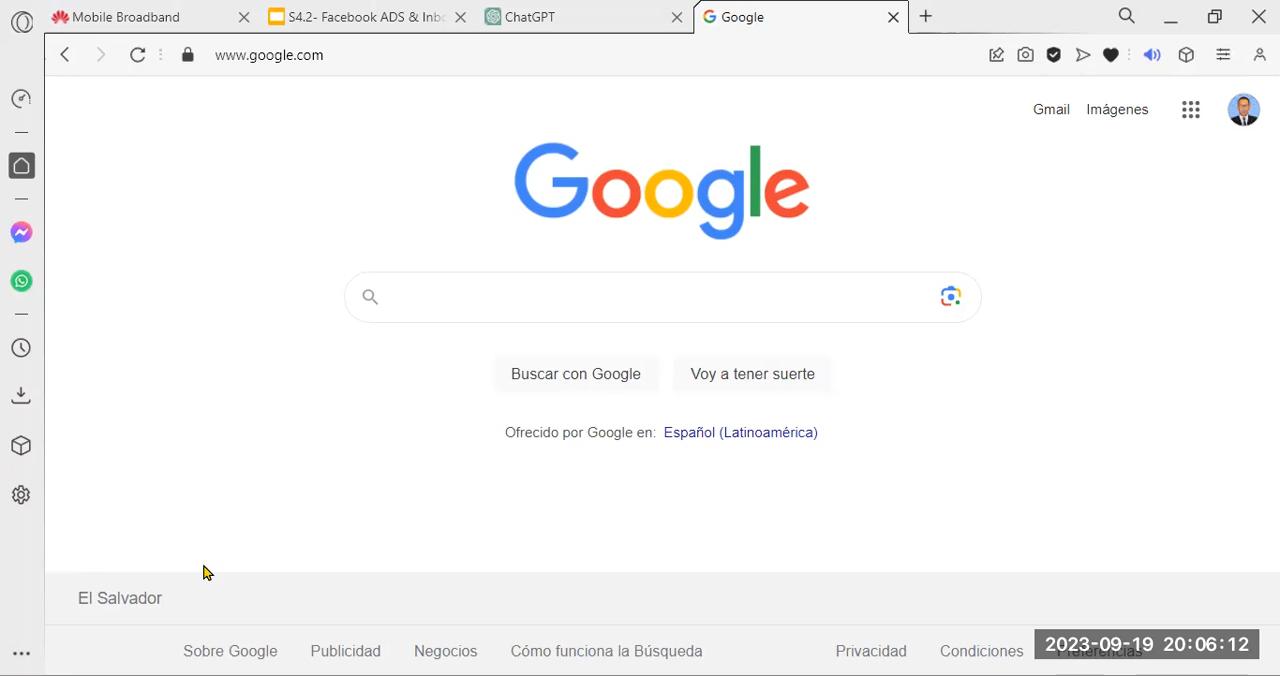 Mobile Broadband
S4.2- Facebook ADS & Inb
ChatGPT
Google
www.google.com
Gmail Imágenes
Google
Buscar con Google Voy a tener suerte
Ofrecido por Google en: Español (Latinoamérica)
El Salvador
Sobre Google Publicidad Negocios Cómo funciona la Búsqueda Privacidad Condiciones Preferencias
2023-09-19 20:06:12